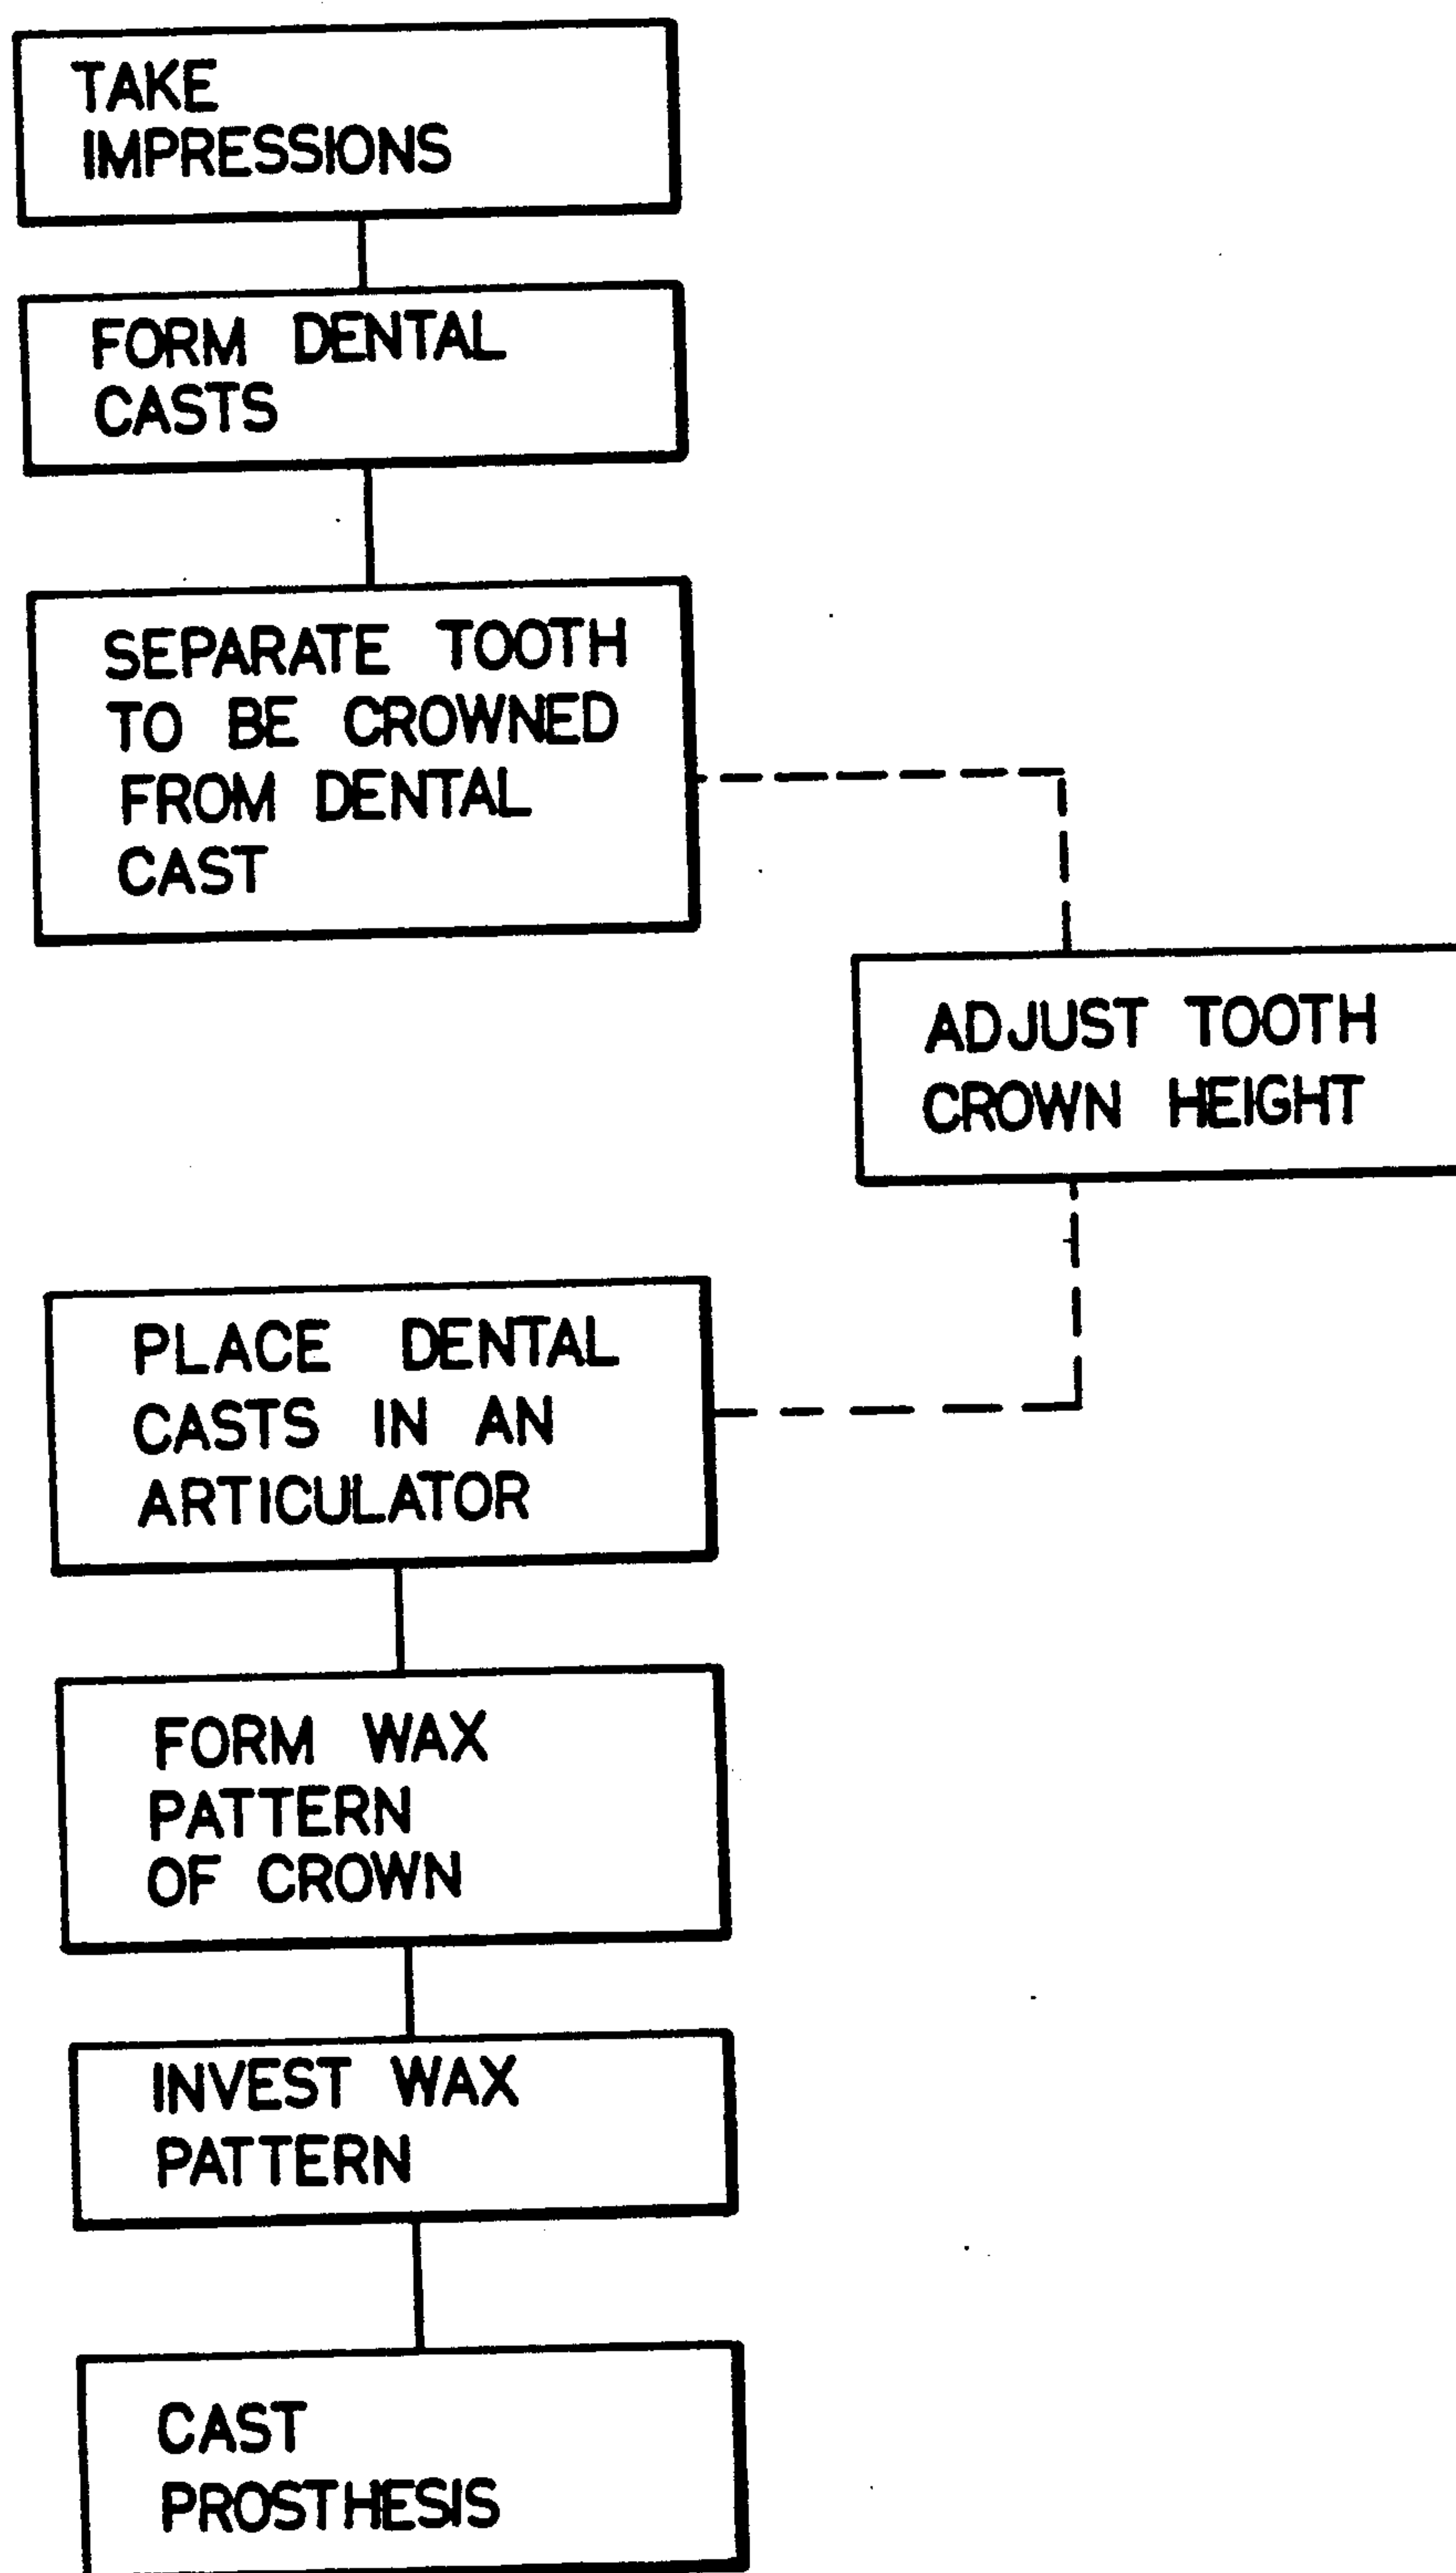 TAKE
IMPRESSIONS
FORM DENTAL
CASTS
SEPARATE TOOTH
TO BE CROWNED
FROM DENTAL
CAST
ADJUST TOOTH
CROWN HEIGHT
PLACE DENTAL
CASTS IN AN
ARTICULATOR
FORM WAX
PATTERN
OF CROWN
INVEST WAX
PATTERN
CAST
PROSTHESIS